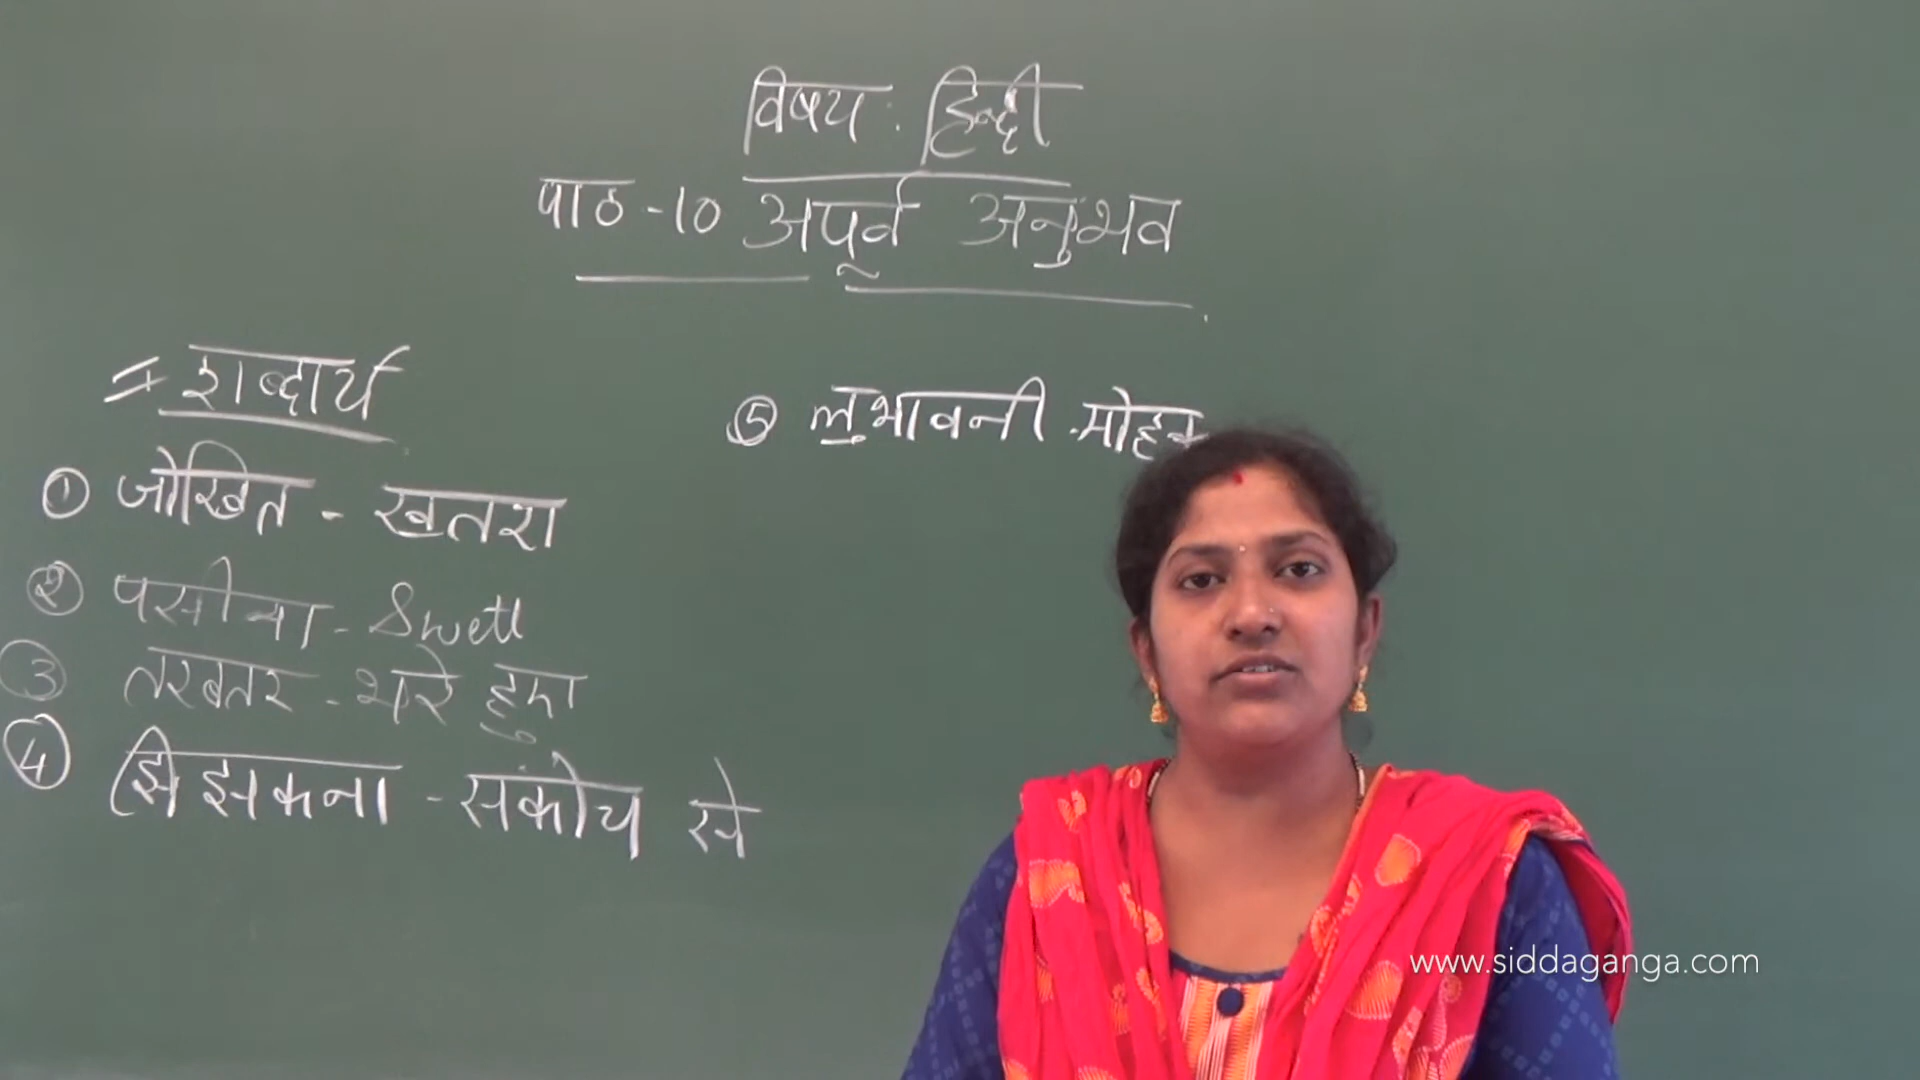 विषय: हिन्दी
पाठ-10 अपूर्व अनुभव
शब्दार्थ
① जोखित - खतरा
② पसीना - Swett
③ तरबतर - भरे हुए
④ झिझकना - संकोच से
⑤ लुभावनी - मोहक
www.siddaganga.com